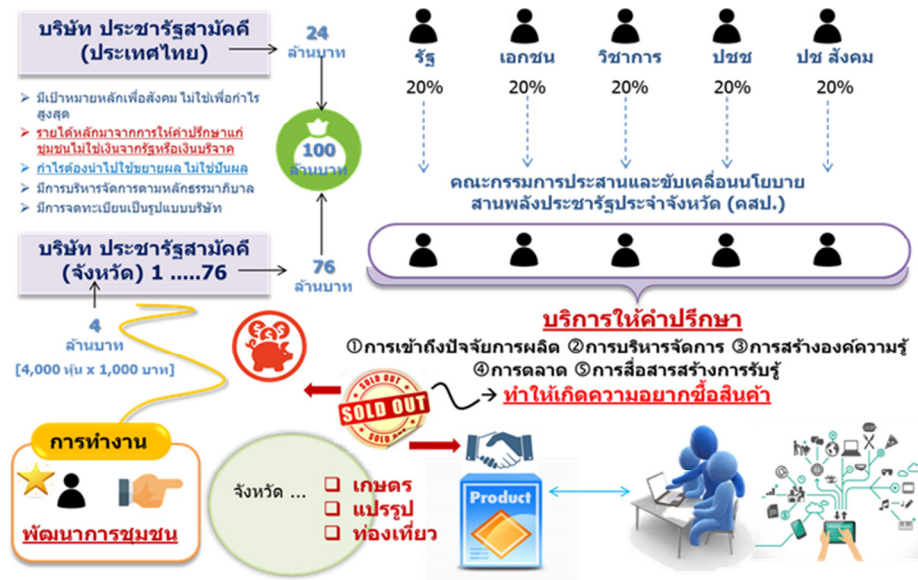 บริษัท ประชารัฐสามัคคี
(ประเทศไทย)
24
ล้านบาท
➢ มีเป้าหมายหลักเพื่อสังคม ไม่ใช่เพื่อกำไร
สูงสุด
➢ รายได้หลักมาจากการให้คำปรึกษาแก่
ชุมชนไม่ใช่เงินจากรัฐหรือเงินบริจาค
➢ กำไรต้องนำไปใช้ขยายผล ไม่ใช่ปันผล
➢ มีการบริหารจัดการตามหลักธรรมาภิบาล
➢ มีการจดทะเบียนเป็นรูปแบบบริษัท
100
ล้านบาท
บริษัท ประชารัฐสามัคคี
(จังหวัด) 1 .....76
76
ล้านบาท
4
ล้านบาท
[4,000 หุ้น x 1,000 บาท]
รัฐ เอกชน วิชาการ ปชช ปช สังคม
20% 20% 20% 20% 20%
คณะกรรมการประสานและขับเคลื่อนนโยบาย
สานพลังประชารัฐประจำจังหวัด (คสป.)
บริการให้คำปรึกษา
①การเข้าถึงปัจจัยการผลิต ②การบริหารจัดการ ③การสร้างองค์ความรู้
④การตลาด ⑤การสื่อสารสร้างการรับรู้
ทำให้เกิดความอยากซื้อสินค้า
SOLD OUT
SOLD OUT
SOLD OUT
การทำงาน
พัฒนาการชุมชน
จังหวัด ...
❑ เกษตร
❑ แปรรูป
❑ ท่องเที่ยว
Product